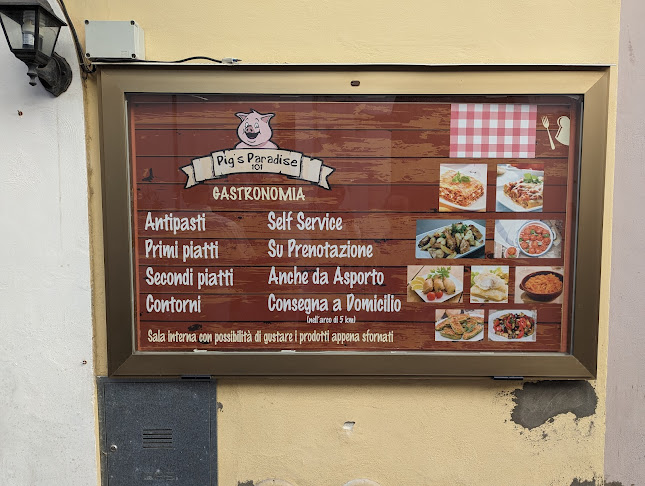 Pig's Paradise
101
GASTRONOMIA
Antipasti
Primi piatti
Secondi piatti
Contorni
Self Service
Su Prenotazione
Anche da Asporto
Consegna a Domicilio
(nell'arco di 5 km)
Sala interna con possibilità di gustare i prodotti appena sfornati